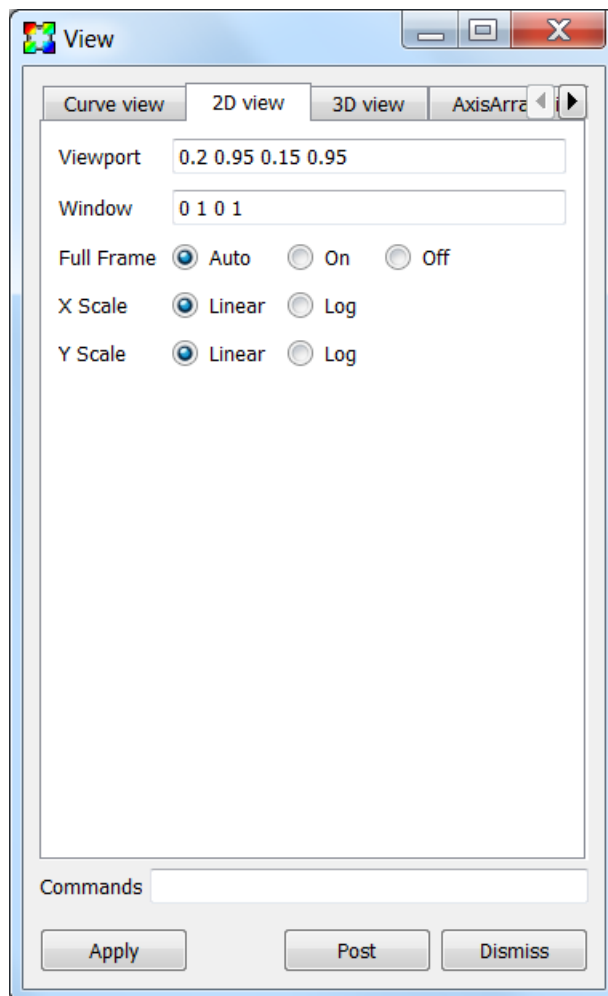 View
Curve view 2D view 3D view AxisArra
Viewport 0.2 0.95 0.15 0.95
Window 0 1 0 1
Full Frame Auto On Off
X Scale Linear Log
Y Scale Linear Log
Commands
Apply Post Dismiss